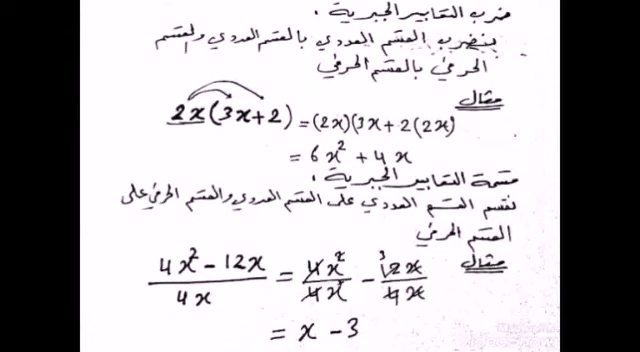 ضرب التعابير الجبرية .
بنضرب القسم العددي بالقسم العددي والقسم
الحرفي بالقسم الحرفي
مثال
2x(3x+2) = (2x)(3x + 2(2x)
= 6x² + 4x
قسمة التعابير الجبرية .
نقسم القسم العددي على القسم العددي والقسم الحرفي على
القسم الحرفي
مثال
(4x² - 12x)/(4x) = (4x²)/(4x) - (12x)/(4x)
= x - 3